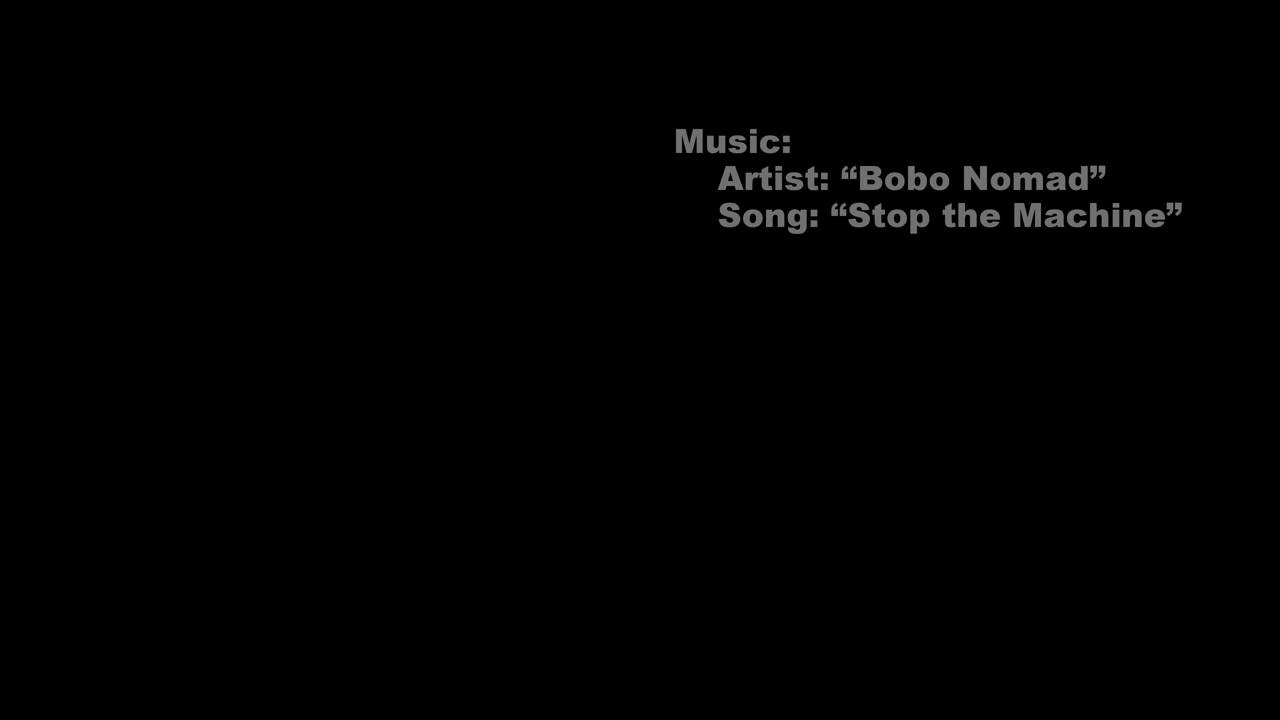 Music:
Artist: “Bobo Nomad”
Song: “Stop the Machine”